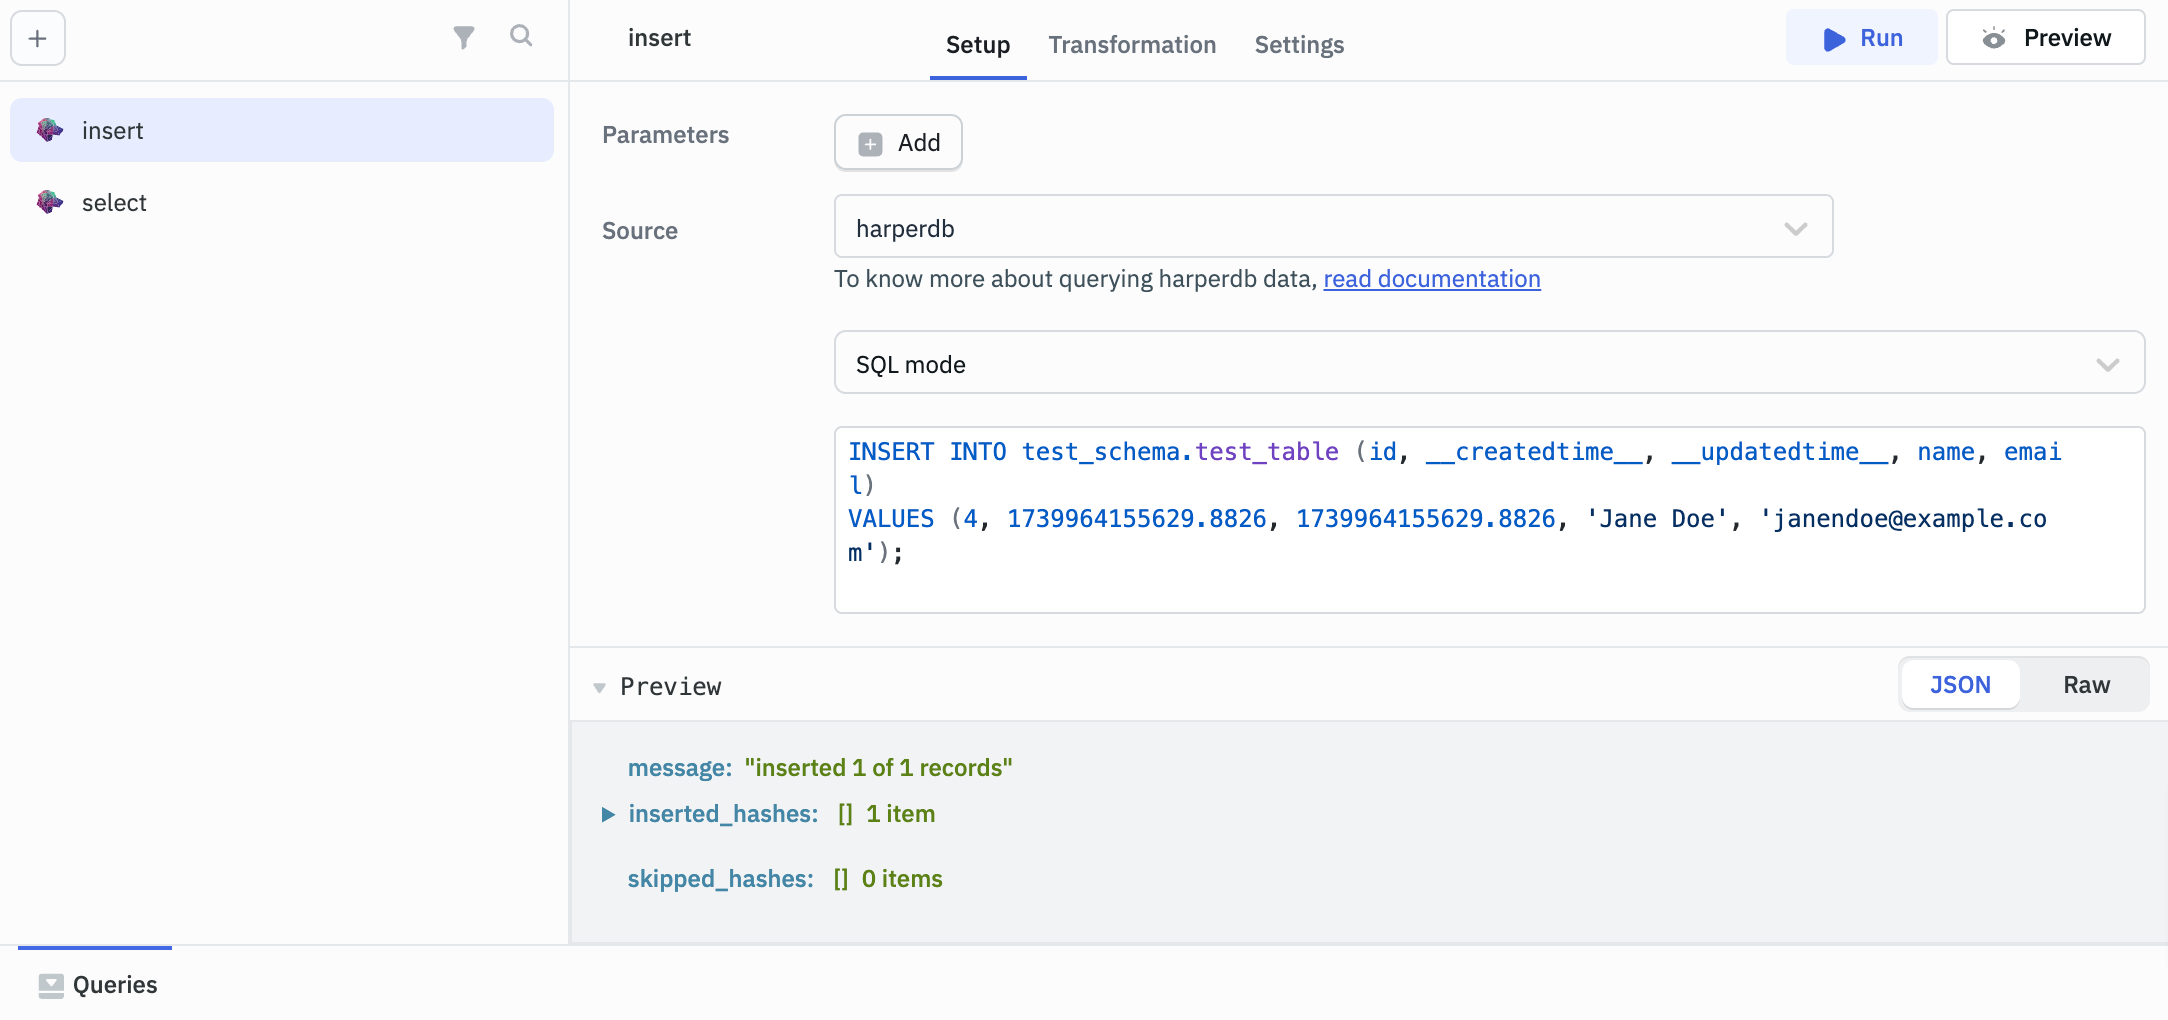 insert
Setup
Transformation
Settings
Run
Preview
insert
select
Parameters
Add
Source
harperdb
To know more about querying harperdb data, read documentation
SQL mode
INSERT INTO test_schema.test_table (id, __createdtime__, __updatedtime__, name, emai
l)
VALUES (4, 1739964155629.8826, 1739964155629.8826, 'Jane Doe', 'janendoe@example.co
m');
Preview
JSON
Raw
message: "inserted 1 of 1 records"
inserted_hashes: [] 1 item
skipped_hashes: [] 0 items
Queries